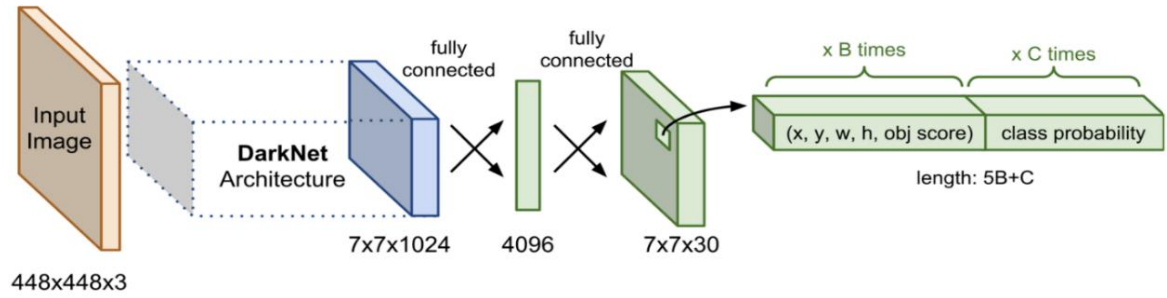 Input
Image
448x448x3
DarkNet
Architecture
7x7x1024
fully
connected
4096
fully
connected
7x7x30
x B times
x C times
(x, y, w, h, obj score)
class probability
length: 5B+C